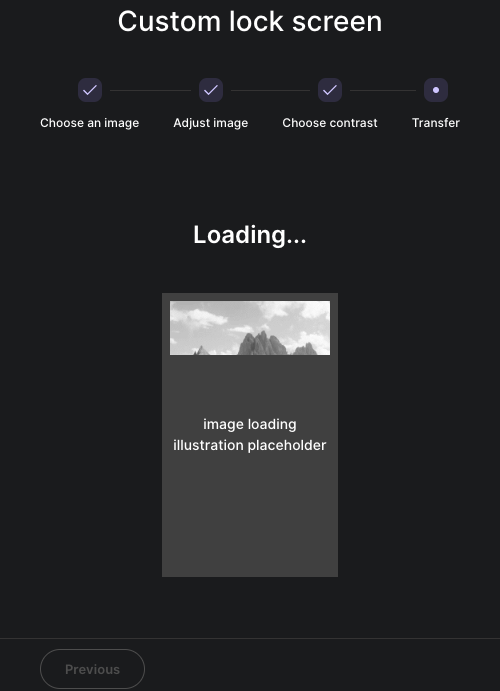 Custom lock screen
Choose an image
Adjust image
Choose contrast
Transfer
Loading...
image loading
illustration placeholder
Previous